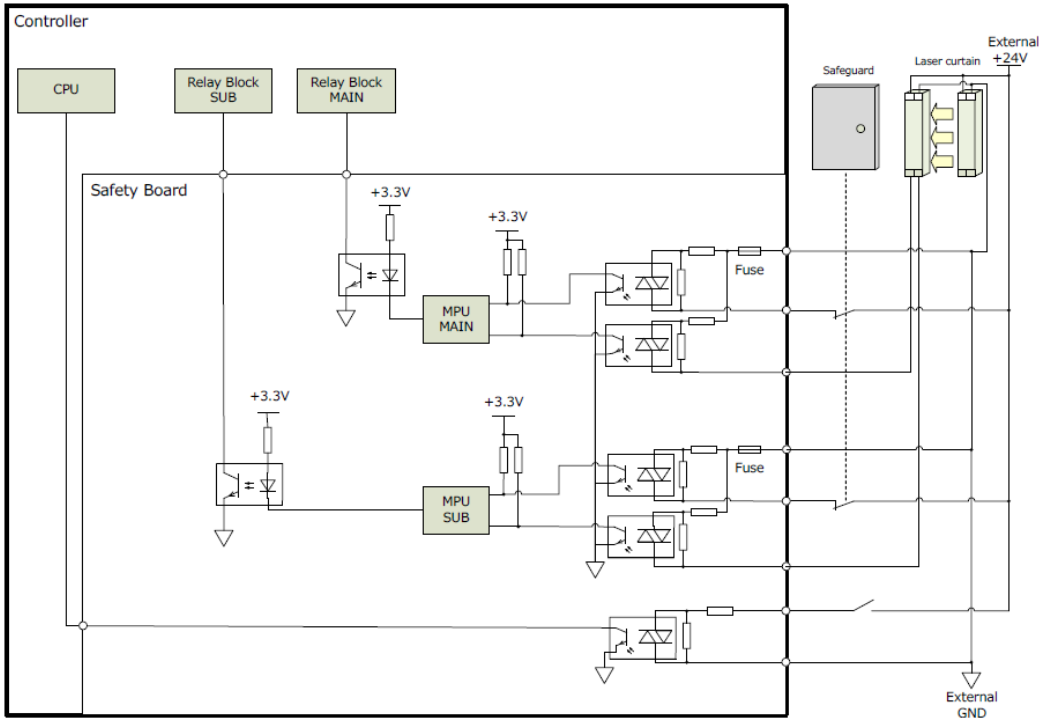 Controller
External
+24V
Laser curtain
Safeguard
CPU
Relay Block
SUB
Relay Block
MAIN
Safety Board
+3.3V
+3.3V
Fuse
MPU
MAIN
+3.3V
+3.3V
Fuse
MPU
SUB
External
GND